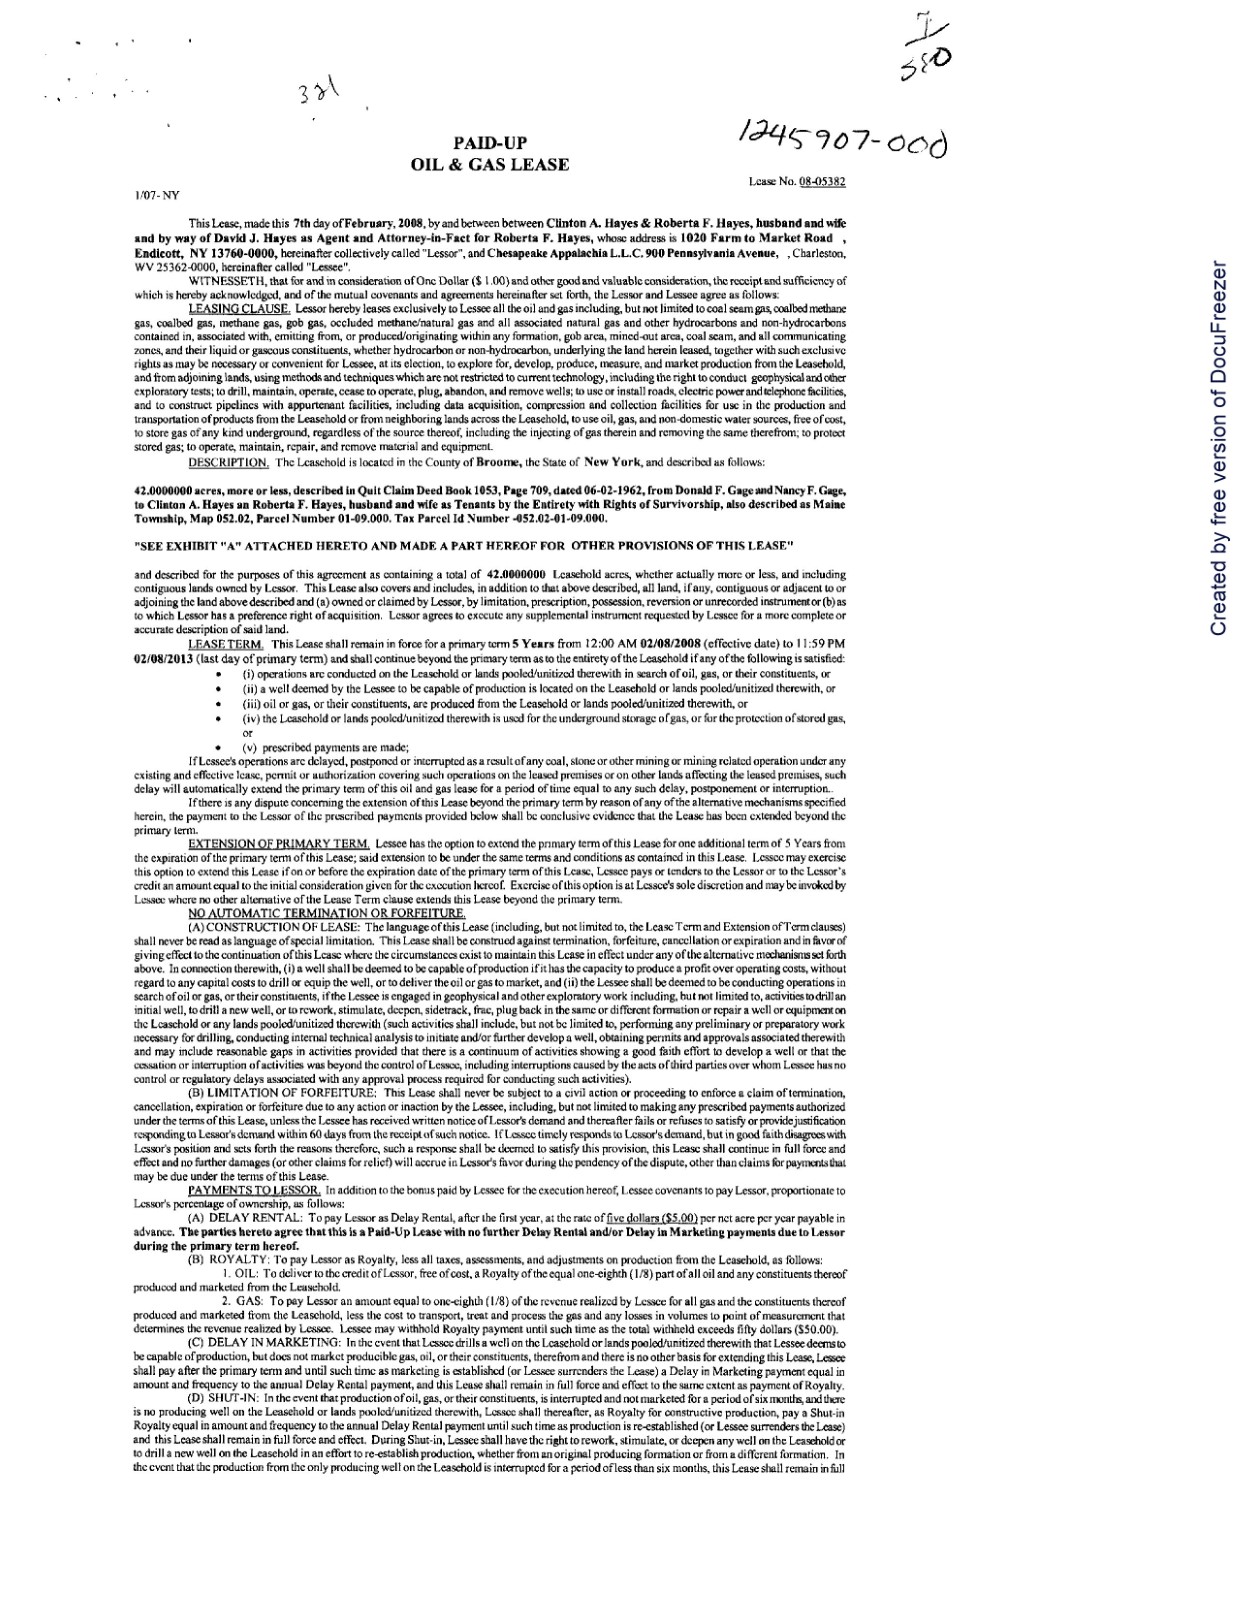 I
350
321
1245907-000
PAID-UP
OIL & GAS LEASE
Lease No. 08-05382
1/07- NY
This Lease, made this 7th day of February, 2008, by and between between Clinton A. Hayes & Roberta F. Hayes, husband and wife
and by way of David J. Hayes as Agent and Attorney-in-Fact for Roberta F. Hayes, whose address is 1020 Farm to Market Road ,
Endicott, NY 13760-0000, hereinafter collectively called "Lessor", and Chesapeake Appalachia L.L.C. 900 Pennsylvania Avenue, , Charleston,
WV 25362-0000, hereinafter called "Lessee".
WITNESSETH, that for and in consideration of One Dollar ($ 1.00) and other good and valuable consideration, the receipt and sufficiency of
which is hereby acknowledged, and of the mutual covenants and agreements hereinafter set forth, the Lessor and Lessee agree as follows:
LEASING CLAUSE. Lessor hereby leases exclusively to Lessee all the oil and gas including, but not limited to coal seam gas, coalbed methane
gas, coalbed gas, methane gas, gob gas, occluded methane/natural gas and all associated natural gas and other hydrocarbons and non-hydrocarbons
contained in, associated with, emitting from, or produced/originating within any formation, gob area, mined-out area, coal seam, and all communicating
zones, and their liquid or gaseous constituents, whether hydrocarbon or non-hydrocarbon, underlying the land herein leased, together with such exclusive
rights as may be necessary or convenient for Lessee, at its election, to explore for, develop, produce, measure, and market production from the Leasehold,
and from adjoining lands, using methods and techniques which are not restricted to current technology, including the right to conduct geophysical and other
exploratory tests; to drill, maintain, operate, cease to operate, plug, abandon, and remove wells; to use or install roads, electric power and telephone facilities,
and to construct pipelines with appurtenant facilities, including data acquisition, compression and collection facilities for use in the production and
transportation of products from the Leasehold or from neighboring lands across the Leasehold, to use oil, gas, and non-domestic water sources, free of cost,
to store gas of any kind underground, regardless of the source thereof, including the injecting of gas therein and removing the same therefrom; to protect
stored gas; to operate, maintain, repair, and remove material and equipment.
DESCRIPTION. The Leasehold is located in the County of Broome, the State of New York, and described as follows:
42.0000000 acres, more or less, described in Quit Claim Deed Book 1053, Page 709, dated 06-02-1962, from Donald F. Gage and Nancy F. Gage,
to Clinton A. Hayes an Roberta F. Hayes, husband and wife as Tenants by the Entirety with Rights of Survivorship, also described as Maine
Township, Map 052.02, Parcel Number 01-09.000. Tax Parcel Id Number -052.02-01-09.000.
"SEE EXHIBIT "A" ATTACHED HERETO AND MADE A PART HEREOF FOR OTHER PROVISIONS OF THIS LEASE"
and described for the purposes of this agreement as containing a total of 42.0000000 Leasehold acres, whether actually more or less, and including
contiguous lands owned by Lessor. This Lease also covers and includes, in addition to that above described, all land, if any, contiguous or adjacent to or
adjoining the land above described and (a) owned or claimed by Lessor, by limitation, prescription, possession, reversion or unrecorded instrument or (b) as
to which Lessor has a preference right of acquisition. Lessor agrees to execute any supplemental instrument requested by Lessee for a more complete or
accurate description of said land.
LEASE TERM. This Lease shall remain in force for a primary term 5 Years from 12:00 AM 02/08/2008 (effective date) to 11:59 PM
02/08/2013 (last day of primary term) and shall continue beyond the primary term as to the entirety of the Leasehold if any of the following is satisfied:
• (i) operations are conducted on the Leasehold or lands pooled/unitized therewith in search of oil, gas, or their constituents, or
• (ii) a well deemed by the Lessee to be capable of production is located on the Leasehold or lands pooled/unitized therewith, or
• (iii) oil or gas, or their constituents, are produced from the Leasehold or lands pooled/unitized therewith, or
• (iv) the Leasehold or lands pooled/unitized therewith is used for the underground storage of gas, or for the protection of stored gas,
or
• (v) prescribed payments are made;
If Lessee's operations are delayed, postponed or interrupted as a result of any coal, stone or other mining or mining related operation under any
existing and effective lease, permit or authorization covering such operations on the leased premises or on other lands affecting the leased premises, such
delay will automatically extend the primary term of this oil and gas lease for a period of time equal to any such delay, postponement or interruption..
If there is any dispute concerning the extension of this Lease beyond the primary term by reason of any of the alternative mechanisms specified
herein, the payment to the Lessor of the prescribed payments provided below shall be conclusive evidence that the Lease has been extended beyond the
primary term.
EXTENSION OF PRIMARY TERM. Lessee has the option to extend the primary term of this Lease for one additional term of 5 Years from
the expiration of the primary term of this Lease; said extension to be under the same terms and conditions as contained in this Lease. Lessee may exercise
this option to extend this Lease if on or before the expiration date of the primary term of this Lease, Lessee pays or tenders to the Lessor or to the Lessor's
credit an amount equal to the initial consideration given for the execution hereof. Exercise of this option is at Lessee's sole discretion and may be invoked by
Lessee where no other alternative of the Lease Term clause extends this Lease beyond the primary term.
NO AUTOMATIC TERMINATION OR FORFEITURE.
(A) CONSTRUCTION OF LEASE: The language of this Lease (including, but not limited to, the Lease Term and Extension of Term clauses)
shall never be read as language of special limitation. This Lease shall be construed against termination, forfeiture, cancellation or expiration and in favor of
giving effect to the continuation of this Lease where the circumstances exist to maintain this Lease in effect under any of the alternative mechanisms set forth
above. In connection therewith, (i) a well shall be deemed to be capable of production if it has the capacity to produce a profit over operating costs, without
regard to any capital costs to drill or equip the well, or to deliver the oil or gas to market, and (ii) the Lessee shall be deemed to be conducting operations in
search of oil or gas, or their constituents, if the Lessee is engaged in geophysical and other exploratory work including, but not limited to, activities to drill an
initial well, to drill a new well, or to rework, stimulate, deepen, sidetrack, frac, plug back in the same or different formation or repair a well or equipment on
the Leasehold or any lands pooled/unitized therewith (such activities shall include, but not be limited to, performing any preliminary or preparatory work
necessary for drilling, conducting internal technical analysis to initiate and/or further develop a well, obtaining permits and approvals associated therewith
and may include reasonable gaps in activities provided that there is a continuum of activities showing a good faith effort to develop a well or that the
cessation or interruption of activities was beyond the control of Lessee, including interruptions caused by the acts of third parties over whom Lessee has no
control or regulatory delays associated with any approval process required for conducting such activities).
(B) LIMITATION OF FORFEITURE: This Lease shall never be subject to a civil action or proceeding to enforce a claim of termination,
cancellation, expiration or forfeiture due to any action or inaction by the Lessee, including, but not limited to making any prescribed payments authorized
under the terms of this Lease, unless the Lessee has received written notice of Lessor's demand and thereafter fails or refuses to satisfy or provide justification
responding to Lessor's demand within 60 days from the receipt of such notice. If Lessee timely responds to Lessor's demand, but in good faith disagrees with
Lessor's position and sets forth the reasons therefore, such a response shall be deemed to satisfy this provision, this Lease shall continue in full force and
effect and no further damages (or other claims for relief) will accrue in Lessor's favor during the pendency of the dispute, other than claims for payments that
may be due under the terms of this Lease.
PAYMENTS TO LESSOR. In addition to the bonus paid by Lessee for the execution hereof, Lessee covenants to pay Lessor, proportionate to
Lessor's percentage of ownership, as follows:
(A) DELAY RENTAL: To pay Lessor as Delay Rental, after the first year, at the rate of five dollars ($5.00) per net acre per year payable in
advance. The parties hereto agree that this is a Paid-Up Lease with no further Delay Rental and/or Delay in Marketing payments due to Lessor
during the primary term hereof.
(B) ROYALTY: To pay Lessor as Royalty, less all taxes, assessments, and adjustments on production from the Leasehold, as follows:
1. OIL: To deliver to the credit of Lessor, free of cost, a Royalty of the equal one-eighth (1/8) part of all oil and any constituents thereof
produced and marketed from the Leasehold.
2. GAS: To pay Lessor an amount equal to one-eighth (1/8) of the revenue realized by Lessee for all gas and the constituents thereof
produced and marketed from the Leasehold, less the cost to transport, treat and process the gas and any losses in volumes to point of measurement that
determines the revenue realized by Lessee. Lessee may withhold Royalty payment until such time as the total withheld exceeds fifty dollars ($50.00).
(C) DELAY IN MARKETING: In the event that Lessee drills a well on the Leasehold or lands pooled/unitized therewith that Lessee deems to
be capable of production, but does not market producible gas, oil, or their constituents, therefrom and there is no other basis for extending this Lease, Lessee
shall pay after the primary term and until such time as marketing is established (or Lessee surrenders the Lease) a Delay in Marketing payment equal in
amount and frequency to the annual Delay Rental payment, and this Lease shall remain in full force and effect to the same extent as payment of Royalty.
(D) SHUT-IN: In the event that production of oil, gas, or their constituents, is interrupted and not marketed for a period of six months, and there
is no producing well on the Leasehold or lands pooled/unitized therewith, Lessee shall thereafter, as Royalty for constructive production, pay a Shut-in
Royalty equal in amount and frequency to the annual Delay Rental payment until such time as production is re-established (or Lessee surrenders the Lease)
and this Lease shall remain in full force and effect. During Shut-in, Lessee shall have the right to rework, stimulate, or deepen any well on the Leasehold or
to drill a new well on the Leasehold in an effort to re-establish production, whether from an original producing formation or from a different formation. In
the event that the production from the only producing well on the Leasehold is interrupted for a period of less than six months, this Lease shall remain in full
Created by free version of DocuFreezer